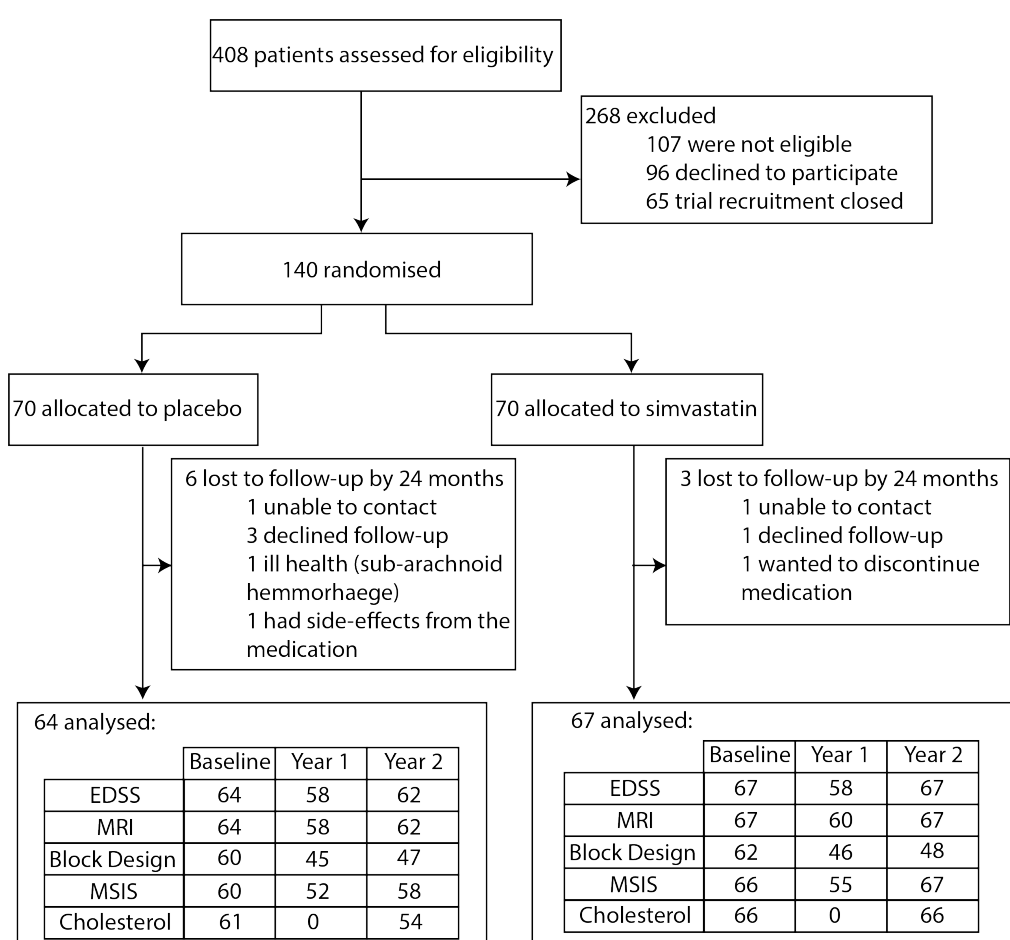 408 patients assessed for eligibility
268 excluded
107 were not eligible
96 declined to participate
65 trial recruitment closed
140 randomised
70 allocated to placebo
70 allocated to simvastatin
6 lost to follow-up by 24 months
1 unable to contact
3 declined follow-up
1 ill health (sub-arachnoid
hemmorhaege)
1 had side-effects from the
medication
3 lost to follow-up by 24 months
1 unable to contact
1 declined follow-up
1 wanted to discontinue
medication
64 analysed:
Baseline Year 1 Year 2
EDSS 64 58 62
MRI 64 58 62
Block Design 60 45 47
MSIS 60 52 58
Cholesterol 61 0 54
67 analysed:
Baseline Year 1 Year 2
EDSS 67 58 67
MRI 67 60 67
Block Design 62 46 48
MSIS 66 55 67
Cholesterol 66 0 66